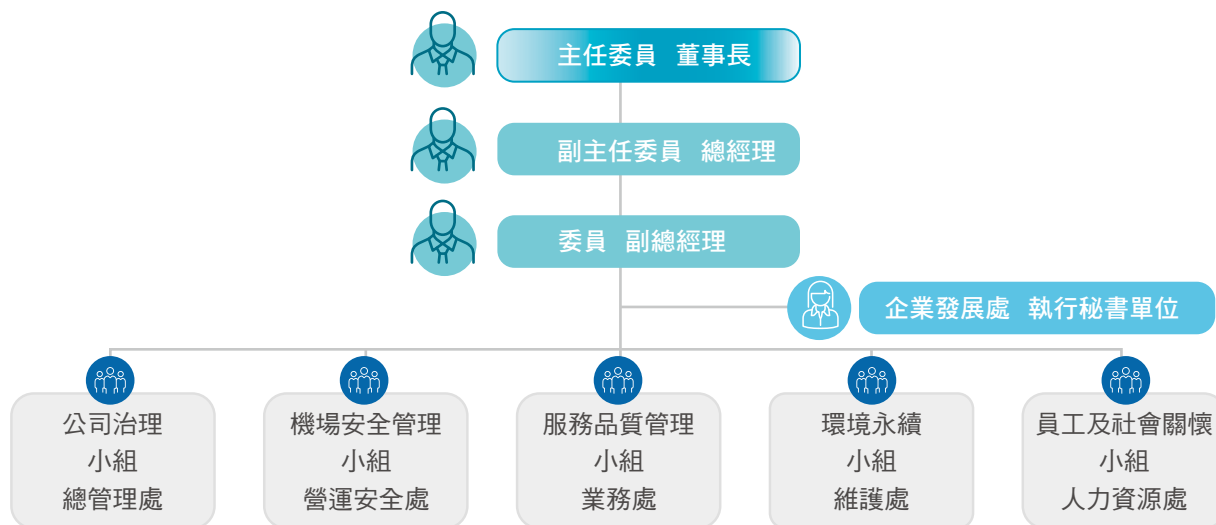 主任委員 董事長
副主任委員 總經理
委員 副總經理
企業發展處 執行秘書單位
公司治理
小組
總管理處
機場安全管理
小組
營運安全處
服務品質管理
小組
業務處
環境永續
小組
維護處
員工及社會關懷
小組
人力資源處